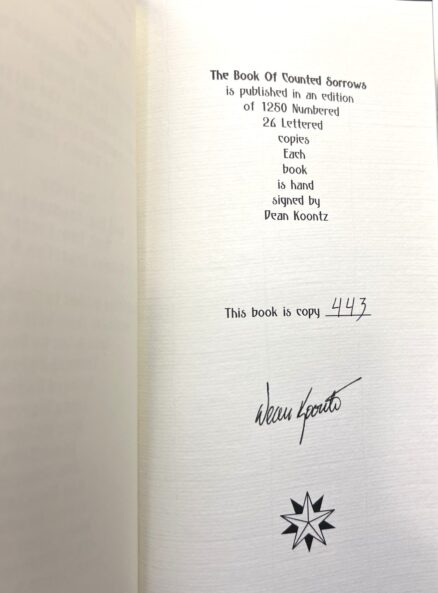 The Book Of Counted Sorrows
is published in an edition
of 1250 Numbered
26 Lettered
copies
Each
book
is hand
signed by
Dean Koontz
This book is copy 443
Dean Koontz